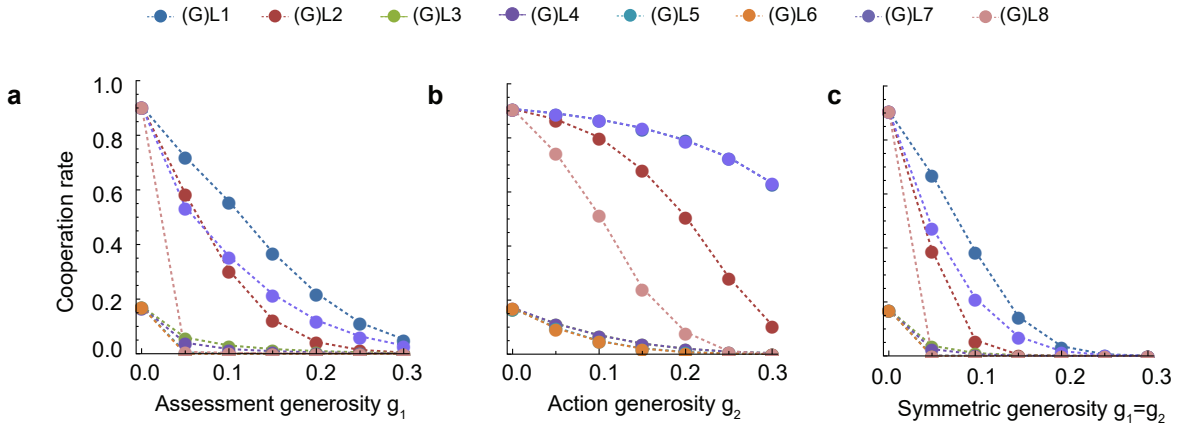 (G)L1 (G)L2 (G)L3 (G)L4 (G)L5 (G)L6 (G)L7 (G)L8
a b c
Cooperation rate
1.0
0.8
0.6
0.4
0.2
0.0
0.0 0.1 0.2 0.3
Assessment generosity g1
0.0 0.1 0.2 0.3
Action generosity g2
0.0 0.1 0.2 0.3
Symmetric generosity g1=g2